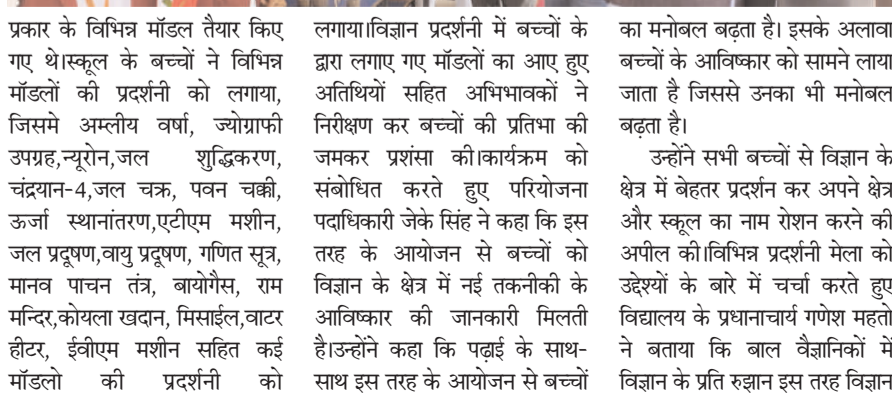 प्रकार के विभिन्न मॉडल तैयार किए
गए थे।स्कूल के बच्चों ने विभिन्न
मॉडलों की प्रदर्शनी को लगाया,
जिसमे अम्लीय वर्षा, ज्योग्राफी
उपग्रह,न्यूरोन,जल शुद्धिकरण,
चंद्रयान-4,जल चक्र, पवन चक्की,
ऊर्जा स्थानांतरण,एटीएम मशीन,
जल प्रदूषण,वायु प्रदूषण, गणित सूत्र,
मानव पाचन तंत्र, बायोगैस, राम
मन्दिर,कोयला खदान, मिसाईल,वाटर
हीटर, ईवीएम मशीन सहित कई
मॉडलो की प्रदर्शनी को
लगाया।विज्ञान प्रदर्शनी में बच्चों के
द्वारा लगाए गए मॉडलों का आए हुए
अतिथियों सहित अभिभावकों ने
निरीक्षण कर बच्चों की प्रतिभा की
जमकर प्रशंसा की।कार्यक्रम को
संबोधित करते हुए परियोजना
पदाधिकारी जेके सिंह ने कहा कि इस
तरह के आयोजन से बच्चों को
विज्ञान के क्षेत्र में नई तकनीकी के
आविष्कार की जानकारी मिलती
है।उन्होंने कहा कि पढ़ाई के साथ-
साथ इस तरह के आयोजन से बच्चों
का मनोबल बढ़ता है। इसके अलावा
बच्चों के आविष्कार को सामने लाया
जाता है जिससे उनका भी मनोबल
बढ़ता है।
उन्होंने सभी बच्चों से विज्ञान के
क्षेत्र में बेहतर प्रदर्शन कर अपने क्षेत्र
और स्कूल का नाम रोशन करने की
अपील की।विभिन्न प्रदर्शनी मेला को
उद्देश्यों के बारे में चर्चा करते हुए
विद्यालय के प्रधानाचार्य गणेश महतो
ने बताया कि बाल वैज्ञानिकों में
विज्ञान के प्रति रुझान इस तरह विज्ञान